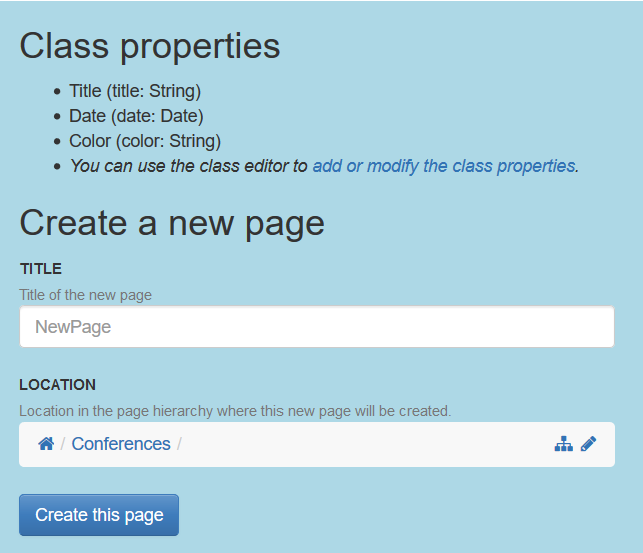 Class properties
Title (title: String)
Date (date: Date)
Color (color: String)
You can use the class editor to add or modify the class properties.
Create a new page
TITLE
Title of the new page
NewPage
LOCATION
Location in the page hierarchy where this new page will be created.
/ Conferences /
Create this page